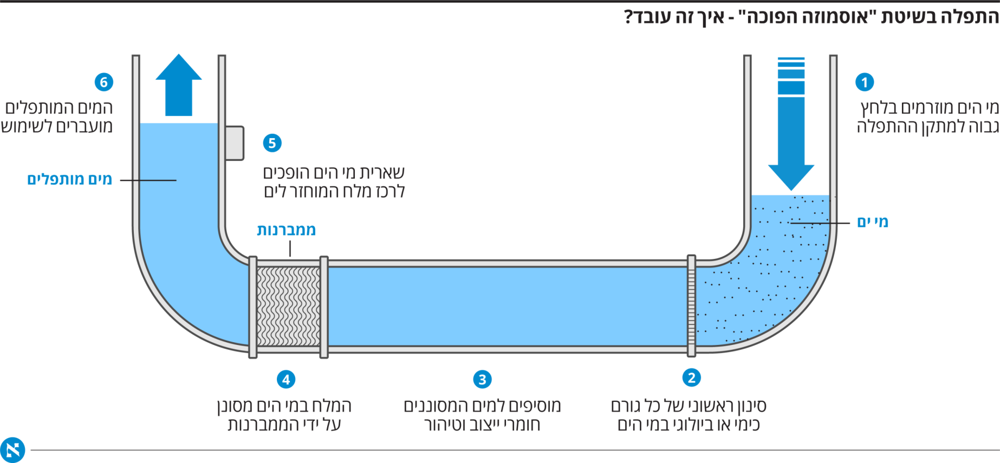 התפלה בשיטת "אוסמוזה הפוכה" - איך זה עובד?
1
מי הים מוזרמים בלחץ
גבוה למתקן ההתפלה
מי ים
2
סינון ראשוני של כל גורם
כימי או ביולוגי במי הים
3
מוסיפים למים המסוננים
חומרי ייצוב וטיהור
ממברנות
4
המלח במי הים מסונן
על ידי הממברנות
5
שארית מי הים הופכים
לרכז מלח המוחזר לים
6
המים המותפלים
מועברים לשימוש
מים מותפלים
א